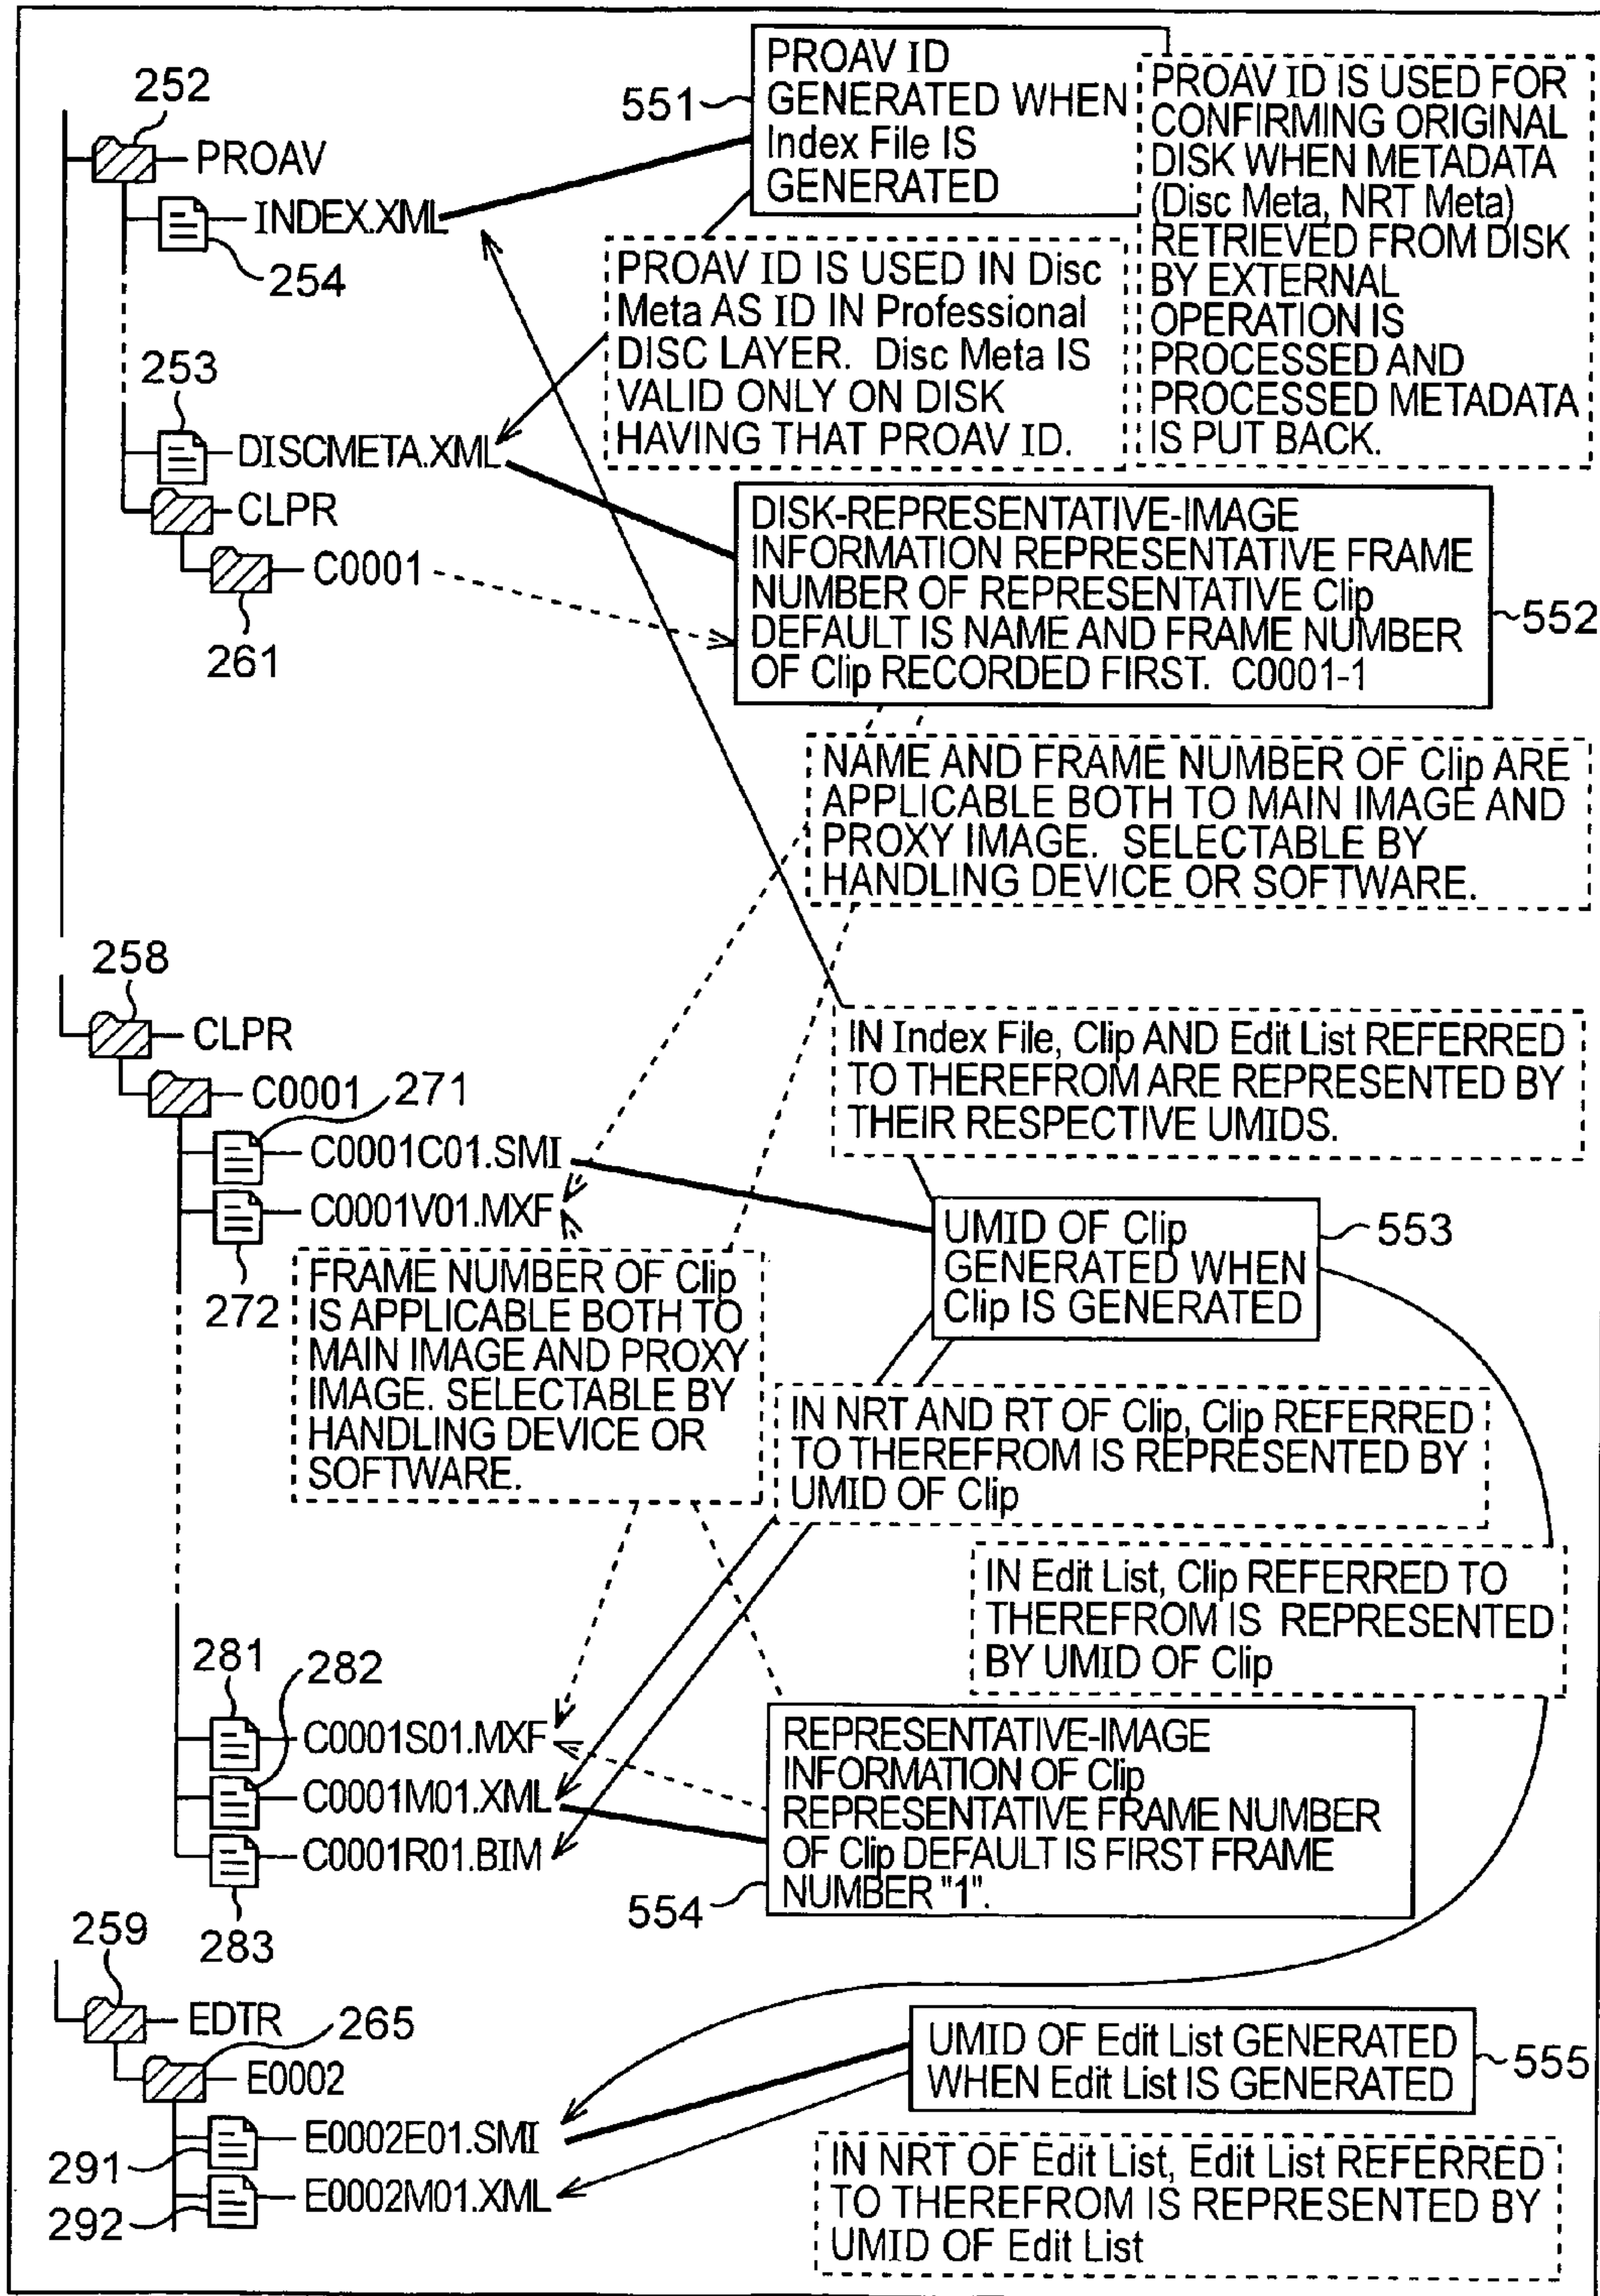 252
PROAV
INDEX.XML
254
253
DISCMETA.XML
CLPR
C0001
261
551
PROAV ID
GENERATED WHEN
Index File IS
GENERATED
PROAV ID IS USED FOR
CONFIRMING ORIGINAL
DISK WHEN METADATA
(Disc Meta, NRT Meta)
RETRIEVED FROM DISK
BY EXTERNAL
OPERATION IS
PROCESSED AND
PROCESSED METADATA
IS PUT BACK.
PROAV ID IS USED IN Disc
Meta AS ID IN Professional
DISC LAYER. Disc Meta IS
VALID ONLY ON DISK
HAVING THAT PROAV ID.
DISK-REPRESENTATIVE-IMAGE
INFORMATION REPRESENTATIVE FRAME
NUMBER OF REPRESENTATIVE Clip
DEFAULT IS NAME AND FRAME NUMBER
OF Clip RECORDED FIRST. C0001-1
552
NAME AND FRAME NUMBER OF Clip ARE
APPLICABLE BOTH TO MAIN IMAGE AND
PROXY IMAGE. SELECTABLE BY
HANDLING DEVICE OR SOFTWARE.
258
CLPR
C0001
271
C0001C01.SMI
C0001V01.MXF
272
IN Index File, Clip AND Edit List REFERRED
TO THEREFROM ARE REPRESENTED BY
THEIR RESPECTIVE UMIDS.
UMID OF Clip
GENERATED WHEN
Clip IS GENERATED
553
FRAME NUMBER OF Clip
IS APPLICABLE BOTH TO
MAIN IMAGE AND PROXY
IMAGE. SELECTABLE BY
HANDLING DEVICE OR
SOFTWARE.
IN NRT AND RT OF Clip, Clip REFERRED
TO THEREFROM IS REPRESENTED BY
UMID OF Clip
IN Edit List, Clip REFERRED TO
THEREFROM IS REPRESENTED
BY UMID OF Clip
281
282
C0001S01.MXF
C0001M01.XML
C0001R01.BIM
283
REPRESENTATIVE-IMAGE
INFORMATION OF Clip
REPRESENTATIVE FRAME NUMBER
OF Clip DEFAULT IS FIRST FRAME
NUMBER "1".
554
259
EDTR
265
E0002
E0002E01.SMI
291
E0002M01.XML
292
UMID OF Edit List GENERATED
WHEN Edit List IS GENERATED
555
IN NRT OF Edit List, Edit List REFERRED
TO THEREFROM IS REPRESENTED BY
UMID OF Edit List